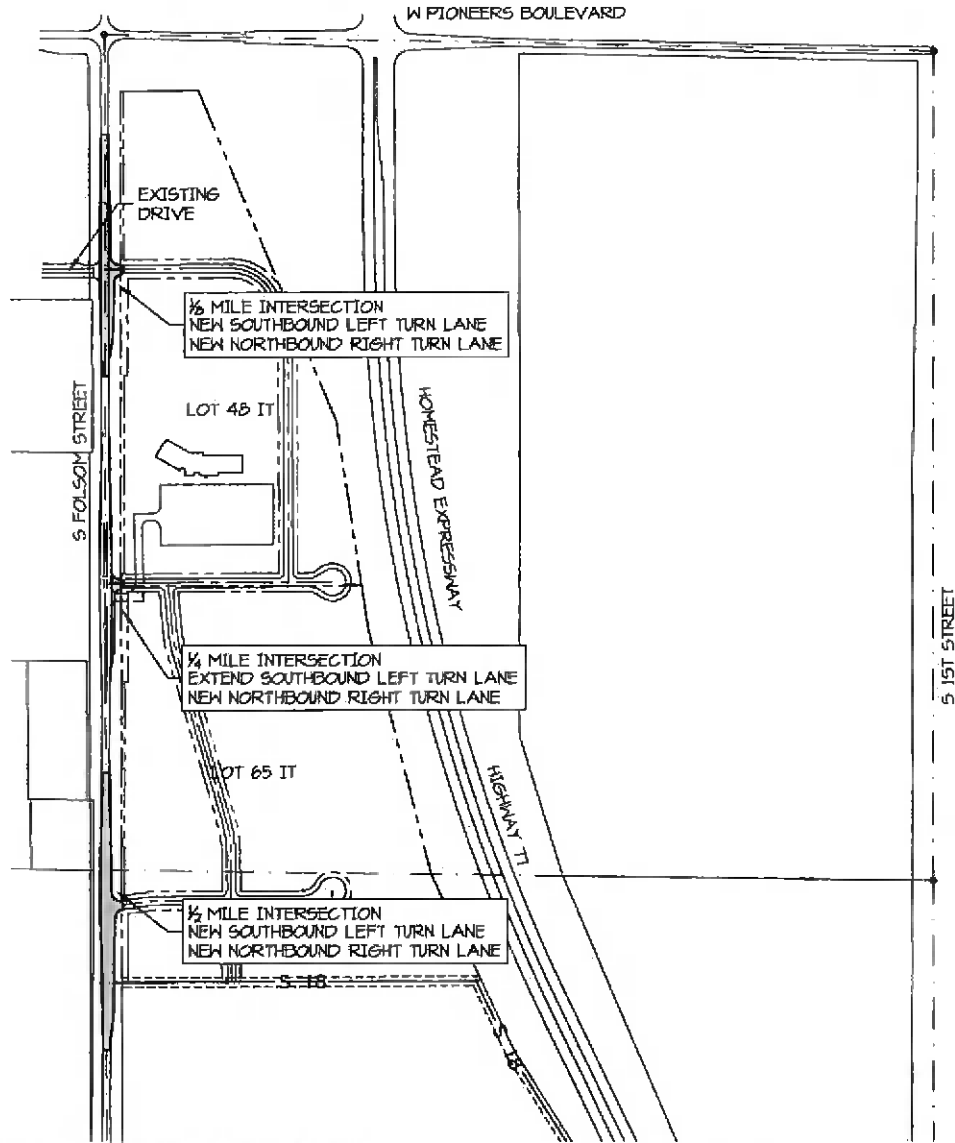 W PIONEERS BOULEVARD
EXISTING
DRIVE
⅛ MILE INTERSECTION
NEW SOUTHBOUND LEFT TURN LANE
NEW NORTHBOUND RIGHT TURN LANE
S FOLSOM STREET
LOT 48 IT
HOMESTEAD EXPRESSWAY
¼ MILE INTERSECTION
EXTEND SOUTHBOUND LEFT TURN LANE
NEW NORTHBOUND RIGHT TURN LANE
S 1ST STREET
LOT 65 IT
HIGHWAY 77
½ MILE INTERSECTION
NEW SOUTHBOUND LEFT TURN LANE
NEW NORTHBOUND RIGHT TURN LANE
S 18
S 18